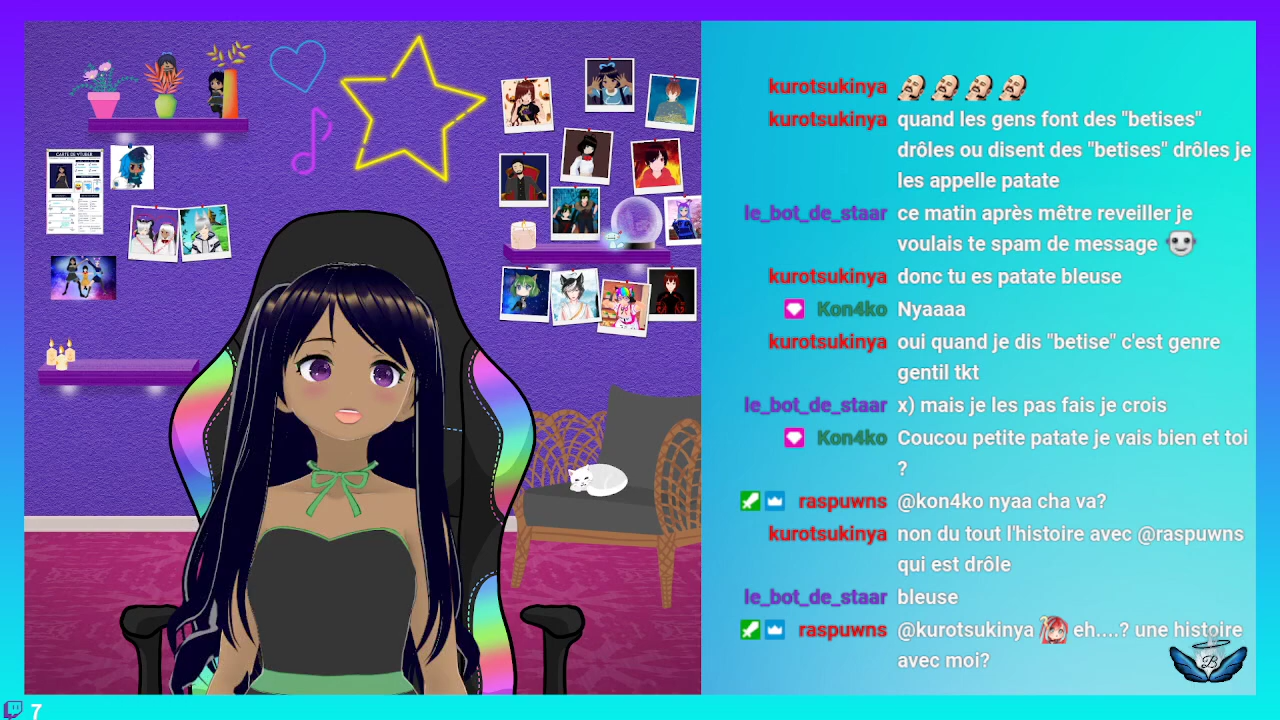 kurotsukinya
kurotsukinya quand les gens font des "betises"
drôles ou disent des "betises" drôles je
les appelle patate
le_bot_de_staar ce matin après mêtre reveiller je
voulais te spam de message
kurotsukinya donc tu es patate bleuse
Kon4ko Nyaaaa
kurotsukinya oui quand je dis "betise" c'est genre
gentil tkt
le_bot_de_staar x) mais je les pas fais je crois
Kon4ko Coucou petite patate je vais bien et toi
?
raspuwns @kon4ko nyaa cha va?
kurotsukinya non du tout l'histoire avec @raspuwns
qui est drôle
le_bot_de_staar bleuse
raspuwns @kurotsukinya eh....? une histoire
avec moi?
B
7